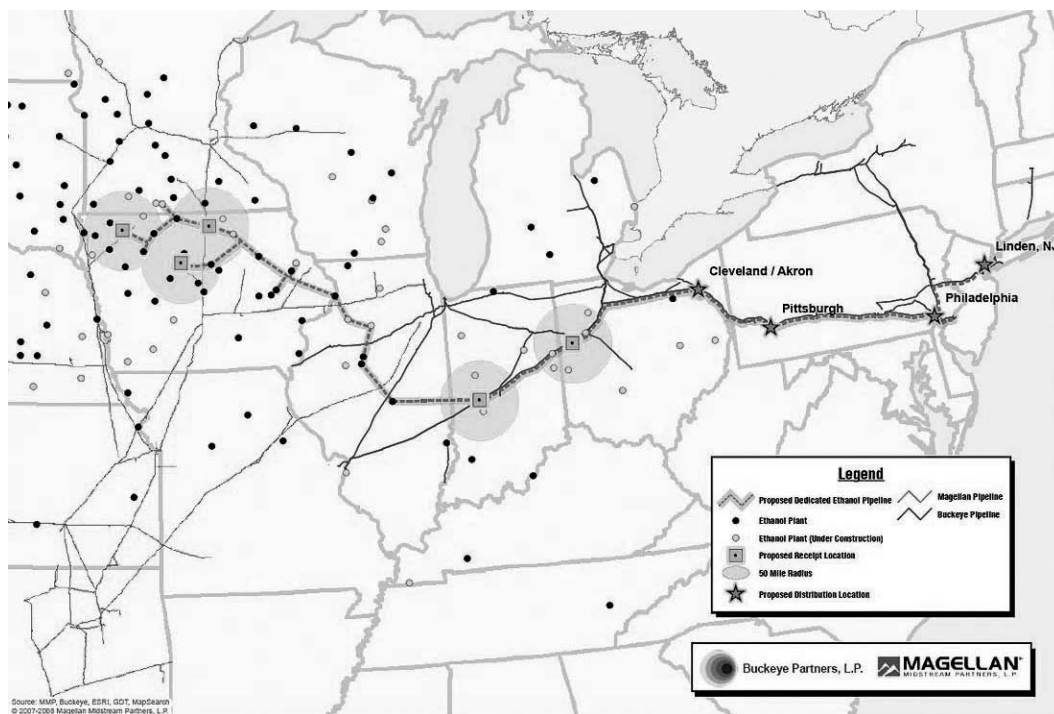 Linden, NJ
Cleveland / Akron
Philadelphia
Pittsburgh
Legend
Proposed Dedicated Ethanol Pipeline
Magellan Pipeline
Ethanol Plant
Buckeye Pipeline
Ethanol Plant (Under Construction)
Proposed Receipt Location
50 Mile Radius
Proposed Distribution Location
Buckeye Partners, L.P.
MAGELLAN
MIDSTREAM PARTNERS, L.P.
Source: MMP, Buckeye, ESRI, GDT, MapSearch
© 2007-2008 Magellan Midstream Partners, L.P.